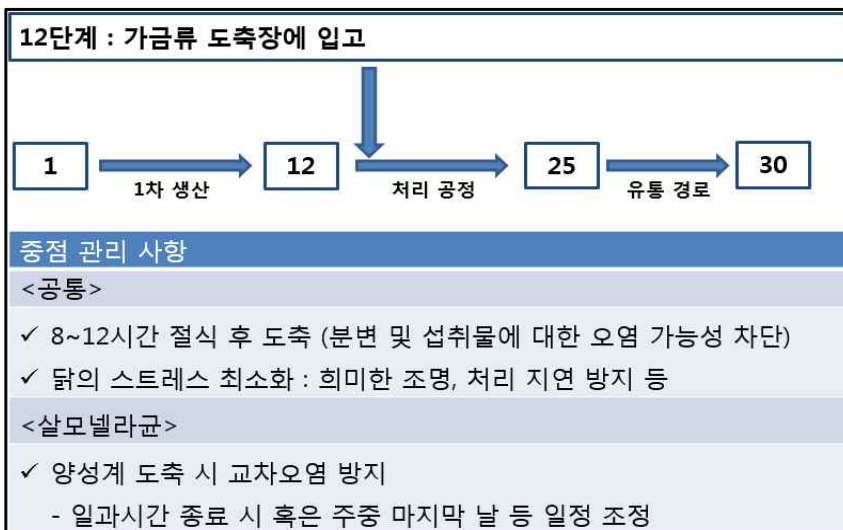 12단계 : 가금류 도축장에 입고
1 12 25 30
1차 생산 처리 공정 유통 경로
중점 관리 사항
<공통>
✓ 8~12시간 절식 후 도축 (분변 및 섭취물에 대한 오염 가능성 차단)
✓ 닭의 스트레스 최소화 : 희미한 조명, 처리 지연 방지 등
<살모넬라균>
✓ 양성계 도축 시 교차오염 방지
- 일과시간 종료 시 혹은 주중 마지막 날 등 일정 조정